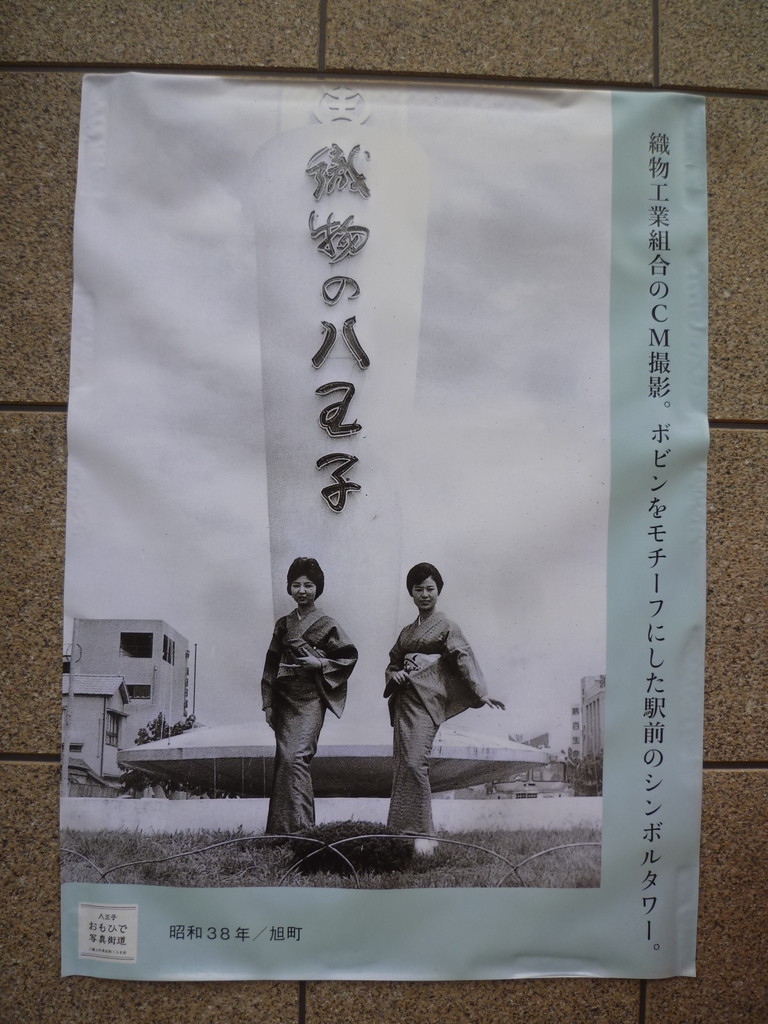 織物工業組合のCM撮影。ボビンをモチーフにした駅前のシンボルタワー。
織物の八王子
八王子
おもひで
写真街道
昭和38年／旭町